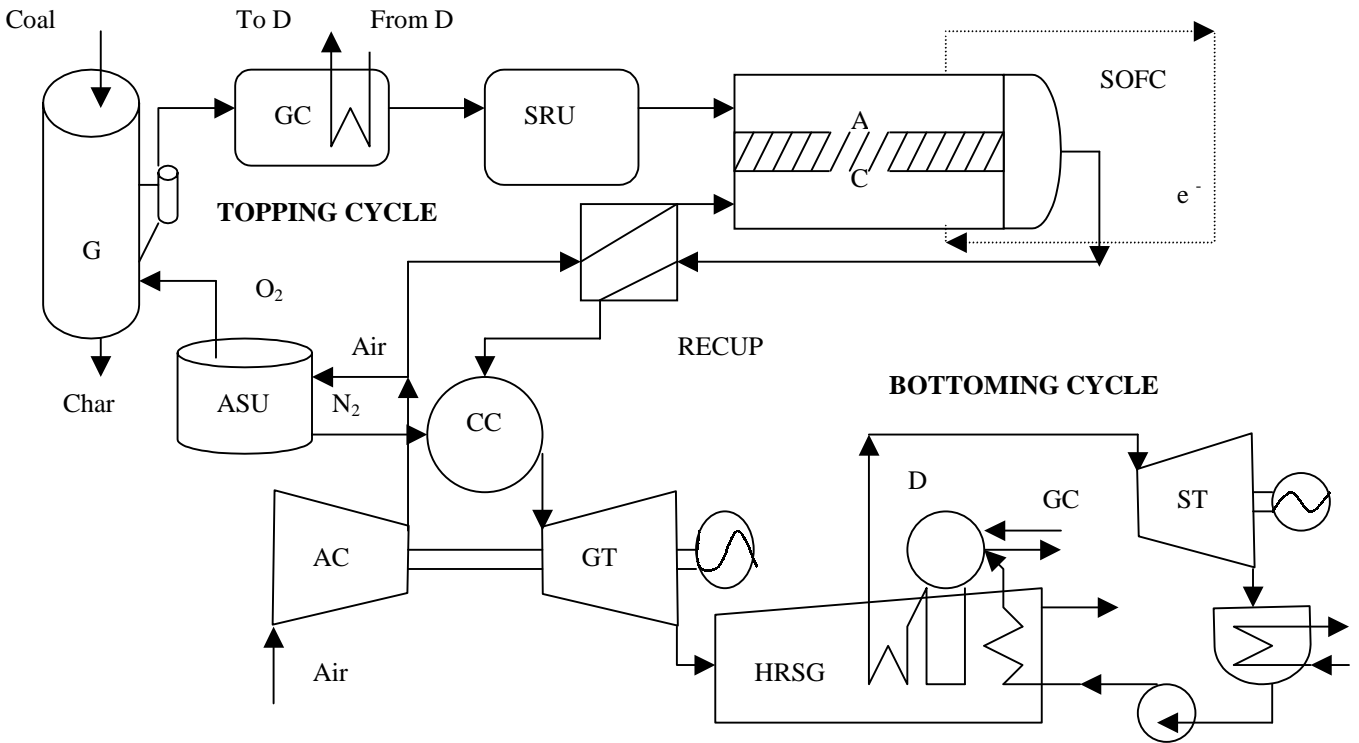 Coal
To D
From D
GC
SRU
SOFC
A
C
e -
TOPPING CYCLE
G
O2
RECUP
Air
BOTTOMING CYCLE
Char
ASU
N2
CC
D
GC
ST
AC
GT
Air
HRSG